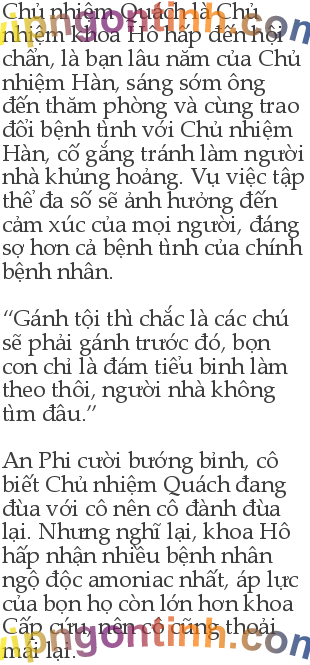 Chủ nhiệm Quách là Chủ
nhiệm khoa Hô hấp đến hội
chẩn, là bạn lâu năm của Chủ
nhiệm Hàn, sáng sớm ông
đến thăm phòng và cùng trao
đổi bệnh tình với Chủ nhiệm
Hàn, cố gắng tránh làm người
nhà khủng hoảng. Vụ việc tập
thể đa số sẽ ảnh hưởng đến
cảm xúc của mọi người, đáng
sợ hơn cả bệnh tình của chính
bệnh nhân.
“Gánh tội thì chắc là các chú
sẽ phải gánh trước đó, bọn
con chỉ là đám tiểu binh làm
theo thôi, người nhà không
tìm đâu.”
An Phi cười bướng bỉnh, cô
biết Chủ nhiệm Quách đang
đùa với cô nên cô đành đùa
lại. Nhưng nghĩ lại, khoa Hô
hấp nhận nhiều bệnh nhân
ngộ độc amoniac nhất, áp lực
của bọn họ còn lớn hơn khoa
Cấp cứu, nên cô cũng thoải
mái lại.
vipngontinh.com
vipngontinh.com